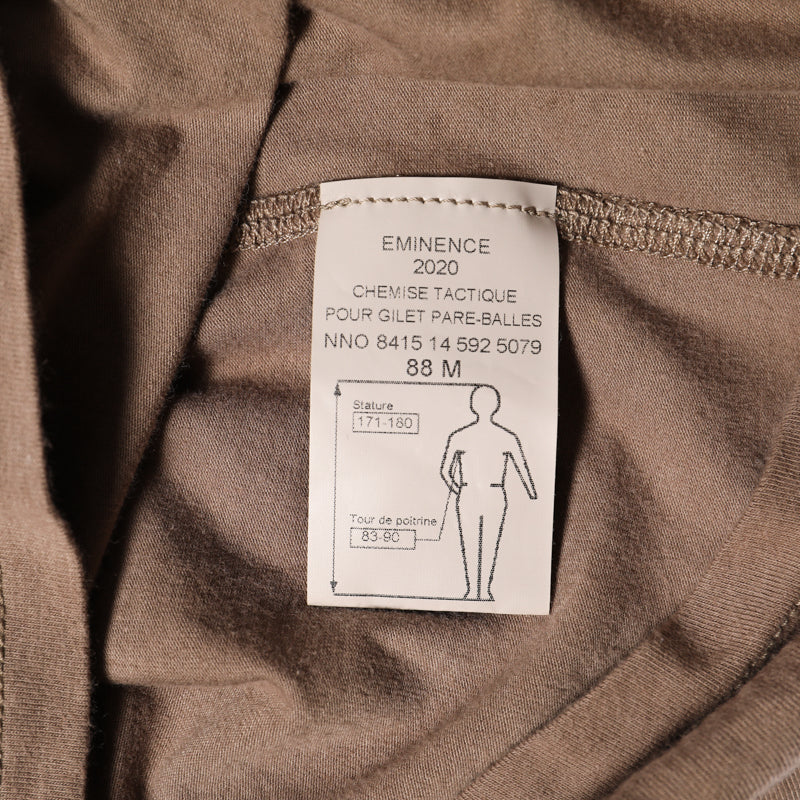 EMINENCE
2020
CHEMISE TACTIQUE
POUR GILET PARE-BALLES
NNO 8415 14 592 5079
88 M
Stature
171-180
Tour de poitrine
83-90